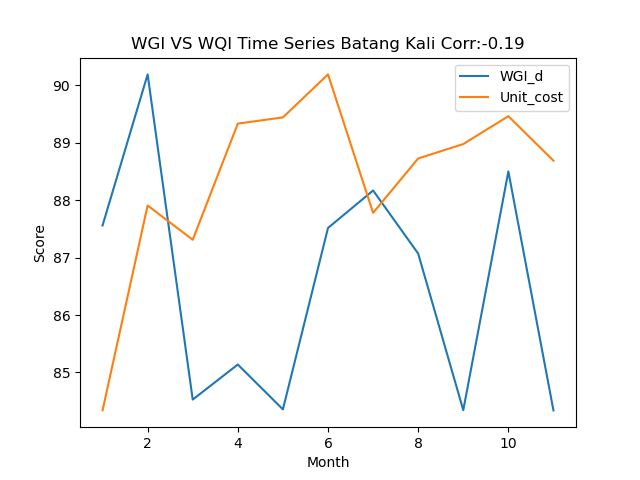 WGI VS WQI Time Series Batang Kali Corr:-0.19
WGI_d
Unit_cost
90
89
88
87
86
85
Score
2
4
6
8
10
Month